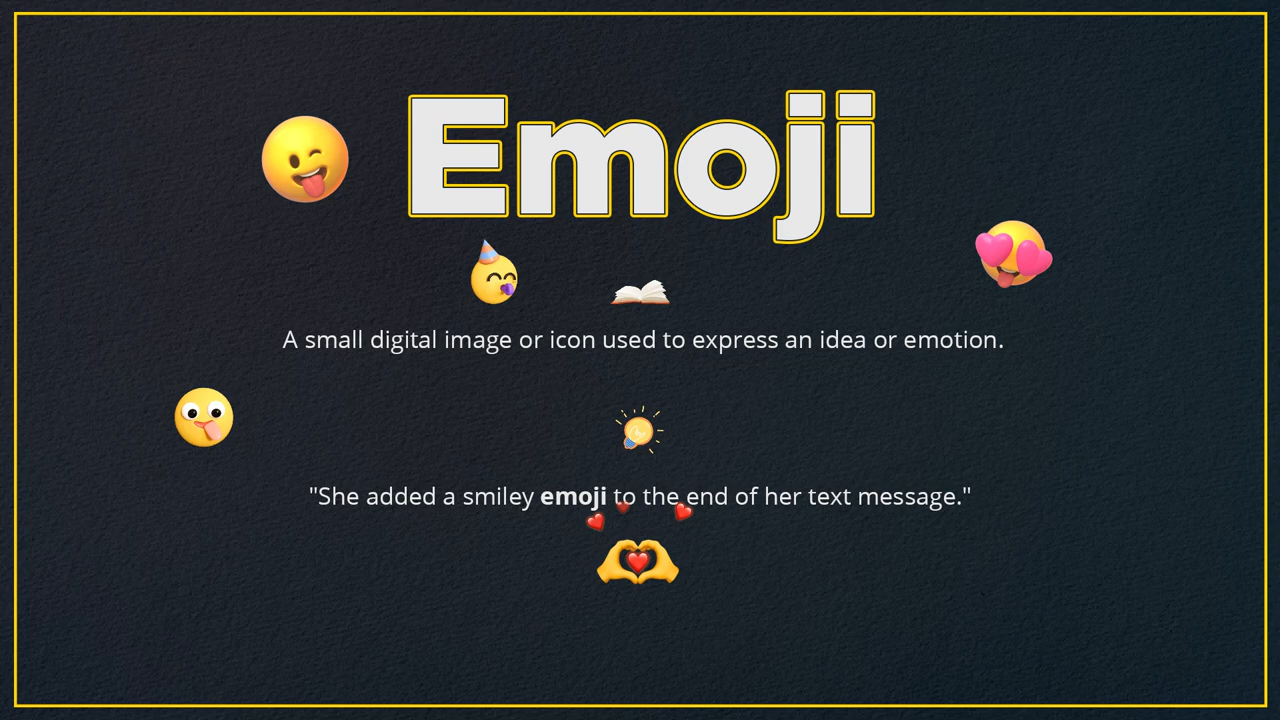 Emoji
A small digital image or icon used to express an idea or emotion.
"She added a smiley emoji to the end of her text message."